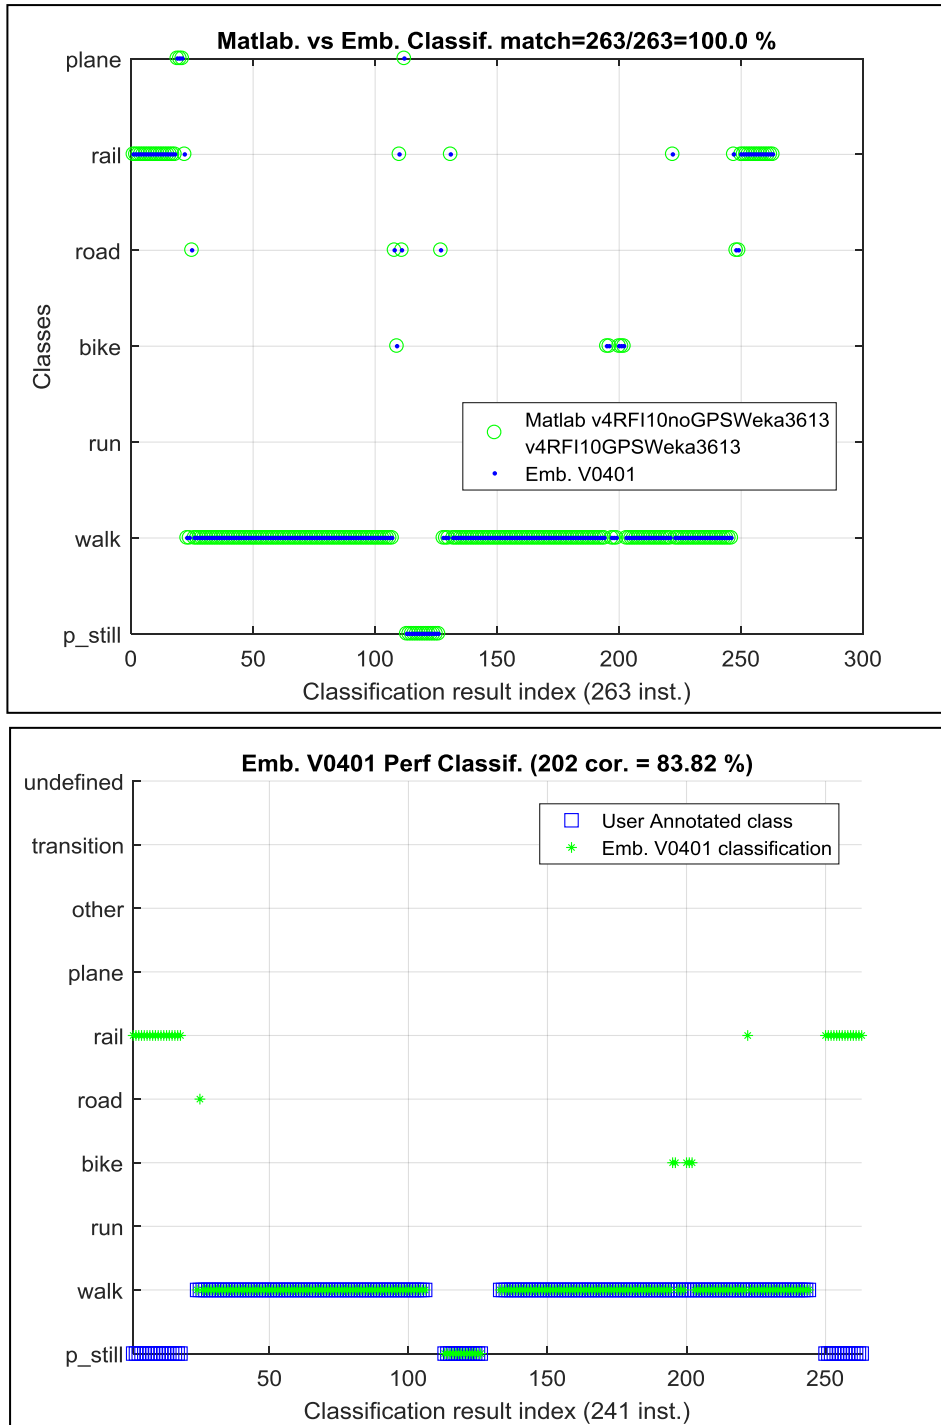 Matlab. vs Emb. Classif. match=263/263=100.0 %
plane
rail
road
bike
run
walk
p_still
Classes
Matlab v4RFI10noGPSWeka3613
v4RFI10GPSWeka3613
Emb. V0401
0
50
100
150
200
250
300
Classification result index (263 inst.)
Emb. V0401 Perf Classif. (202 cor. = 83.82 %)
undefined
transition
other
plane
rail
road
bike
run
walk
p_still
User Annotated class
Emb. V0401 classification
50
100
150
200
250
Classification result index (241 inst.)